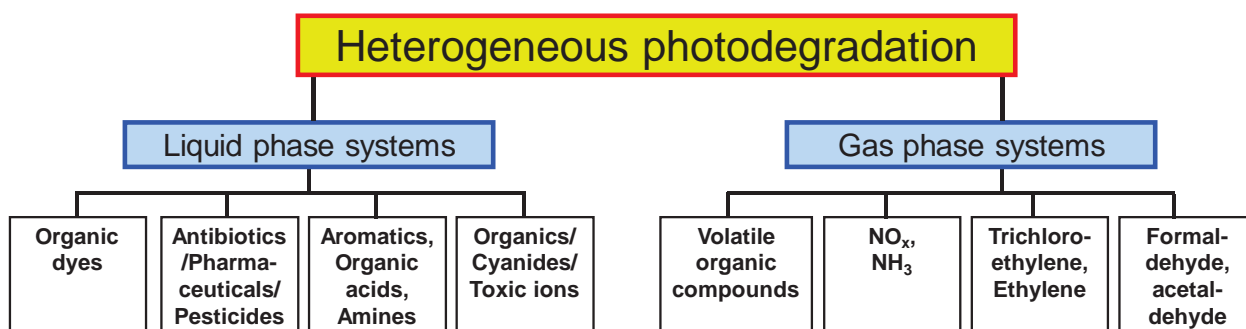 Heterogeneous photodegradation
Liquid phase systems
Gas phase systems
Organic
dyes
Antibiotics
/Pharma-
ceuticals/
Pesticides
Aromatics,
Organic
acids,
Amines
Organics/
Cyanides/
Toxic ions
Volatile
organic
compounds
NOₓ,
NH₃
Trichloro-
ethylene,
Ethylene
Formal-
dehyde,
acetal-
dehyde